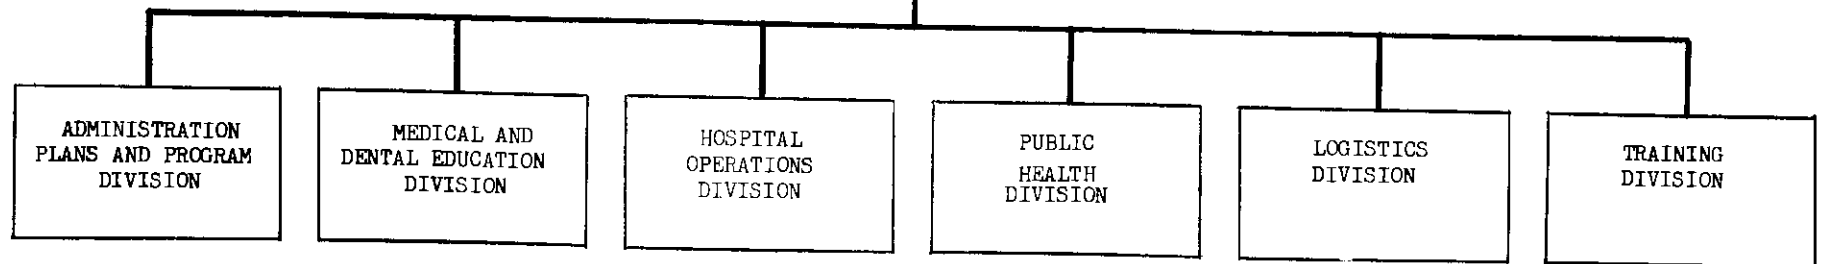 ADMINISTRATION
PLANS AND PROGRAM
DIVISION
MEDICAL AND
DENTAL EDUCATION
DIVISION
HOSPITAL
OPERATIONS
DIVISION
PUBLIC
HEALTH
DIVISION
LOGISTICS
DIVISION
TRAINING
DIVISION